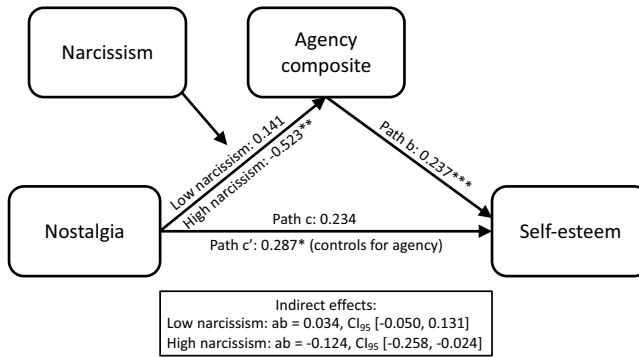 Narcissism
Agency
composite
Low narcissism: 0.141
High narcissism: -0.523**
Path b: 0.237***
Nostalgia
Path c: 0.234
Path c’: 0.287* (controls for agency)
Self-esteem
Indirect effects:
Low narcissism: ab = 0.034, CI95 [-0.050, 0.131]
High narcissism: ab = -0.124, CI95 [-0.258, -0.024]